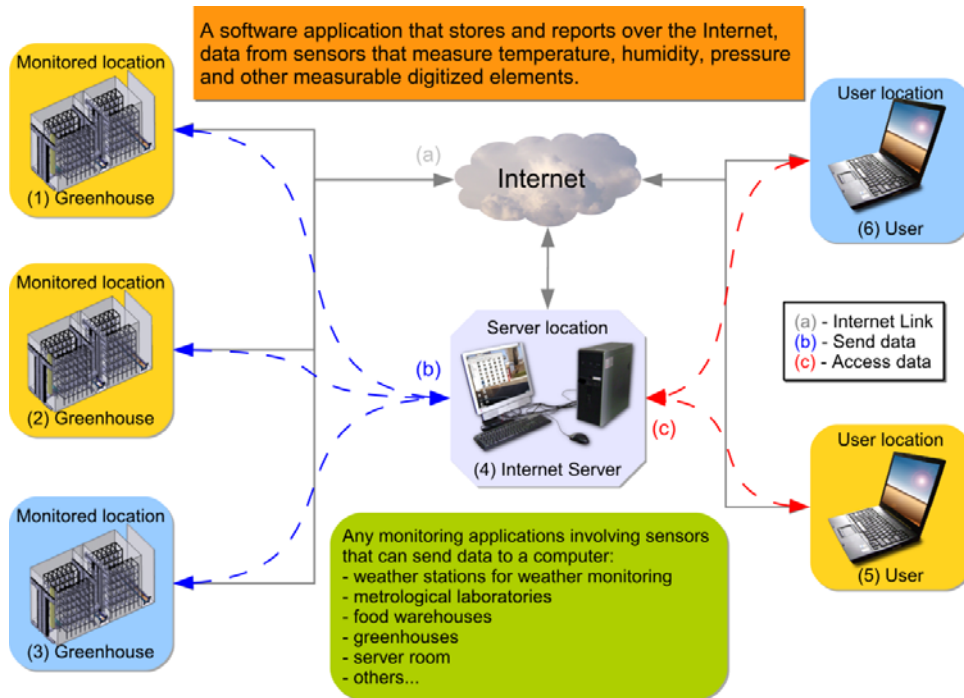 A software application that stores and reports over the Internet,
data from sensors that measure temperature, humidity, pressure
and other measurable digitized elements.
Monitored location
(1) Greenhouse
Monitored location
(2) Greenhouse
Monitored location
(3) Greenhouse
(a)
Internet
(b)
Server location
(4) Internet Server
(c)
User location
(6) User
(a) - Internet Link
(b) - Send data
(c) - Access data
User location
(5) User
Any monitoring applications involving sensors
that can send data to a computer:
- weather stations for weather monitoring
- metrological laboratories
- food warehouses
- greenhouses
- server room
- others...